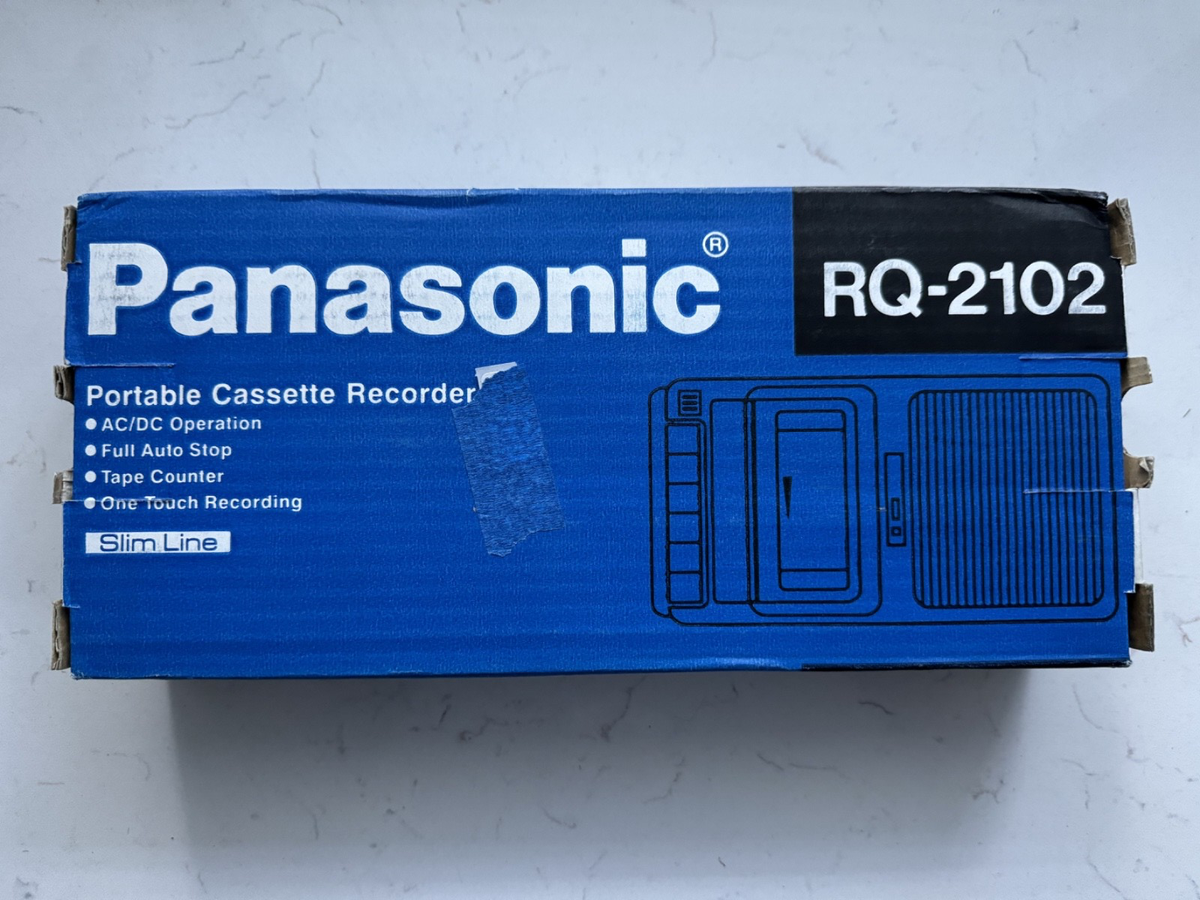 Panasonic®
RQ-2102
Portable Cassette Recorder
● AC/DC Operation
● Full Auto Stop
● Tape Counter
● One Touch Recording
Slim Line